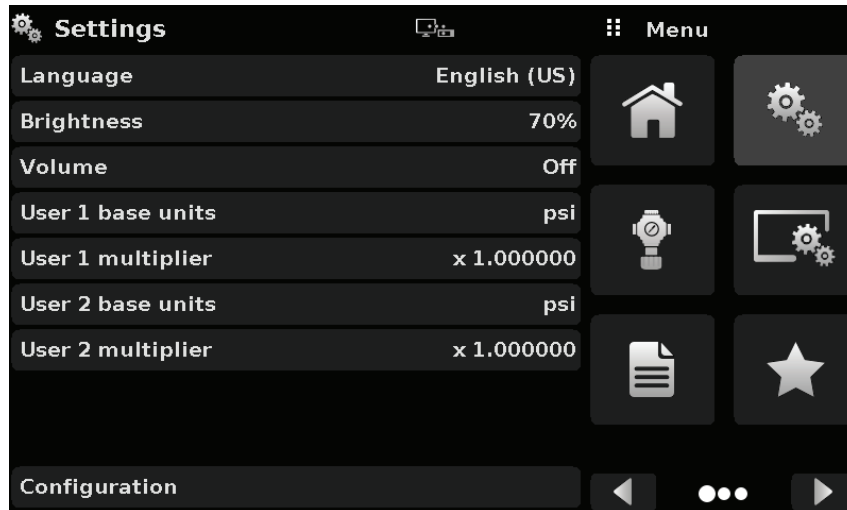 Settings
Menu
Language English (US)
Brightness 70%
Volume Off
User 1 base units psi
User 1 multiplier x 1.000000
User 2 base units psi
User 2 multiplier x 1.000000
Configuration